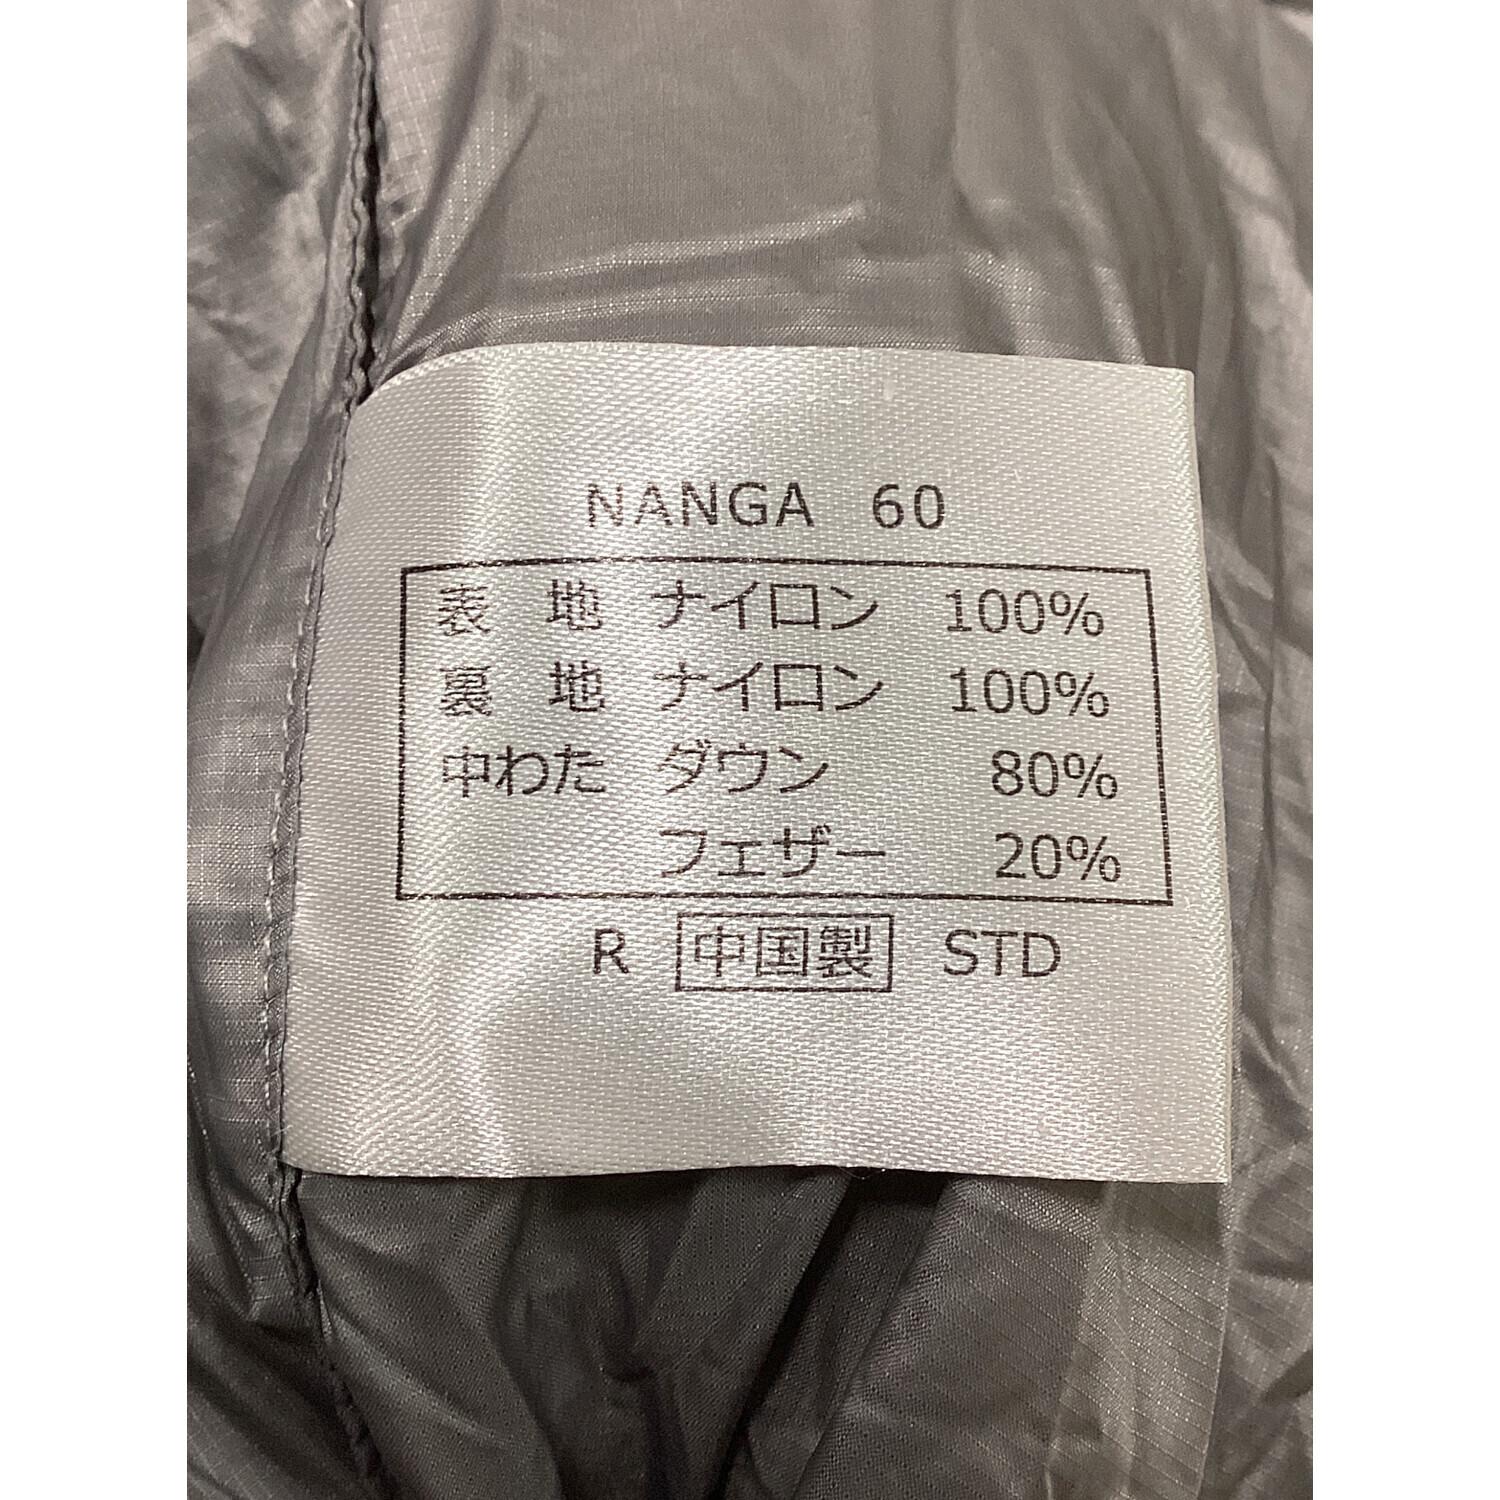 NANGA 60
表 地 ナイロン 100%
裏 地 ナイロン 100%
中わた ダウン 80%
フェザー 20%
R 中国製 STD